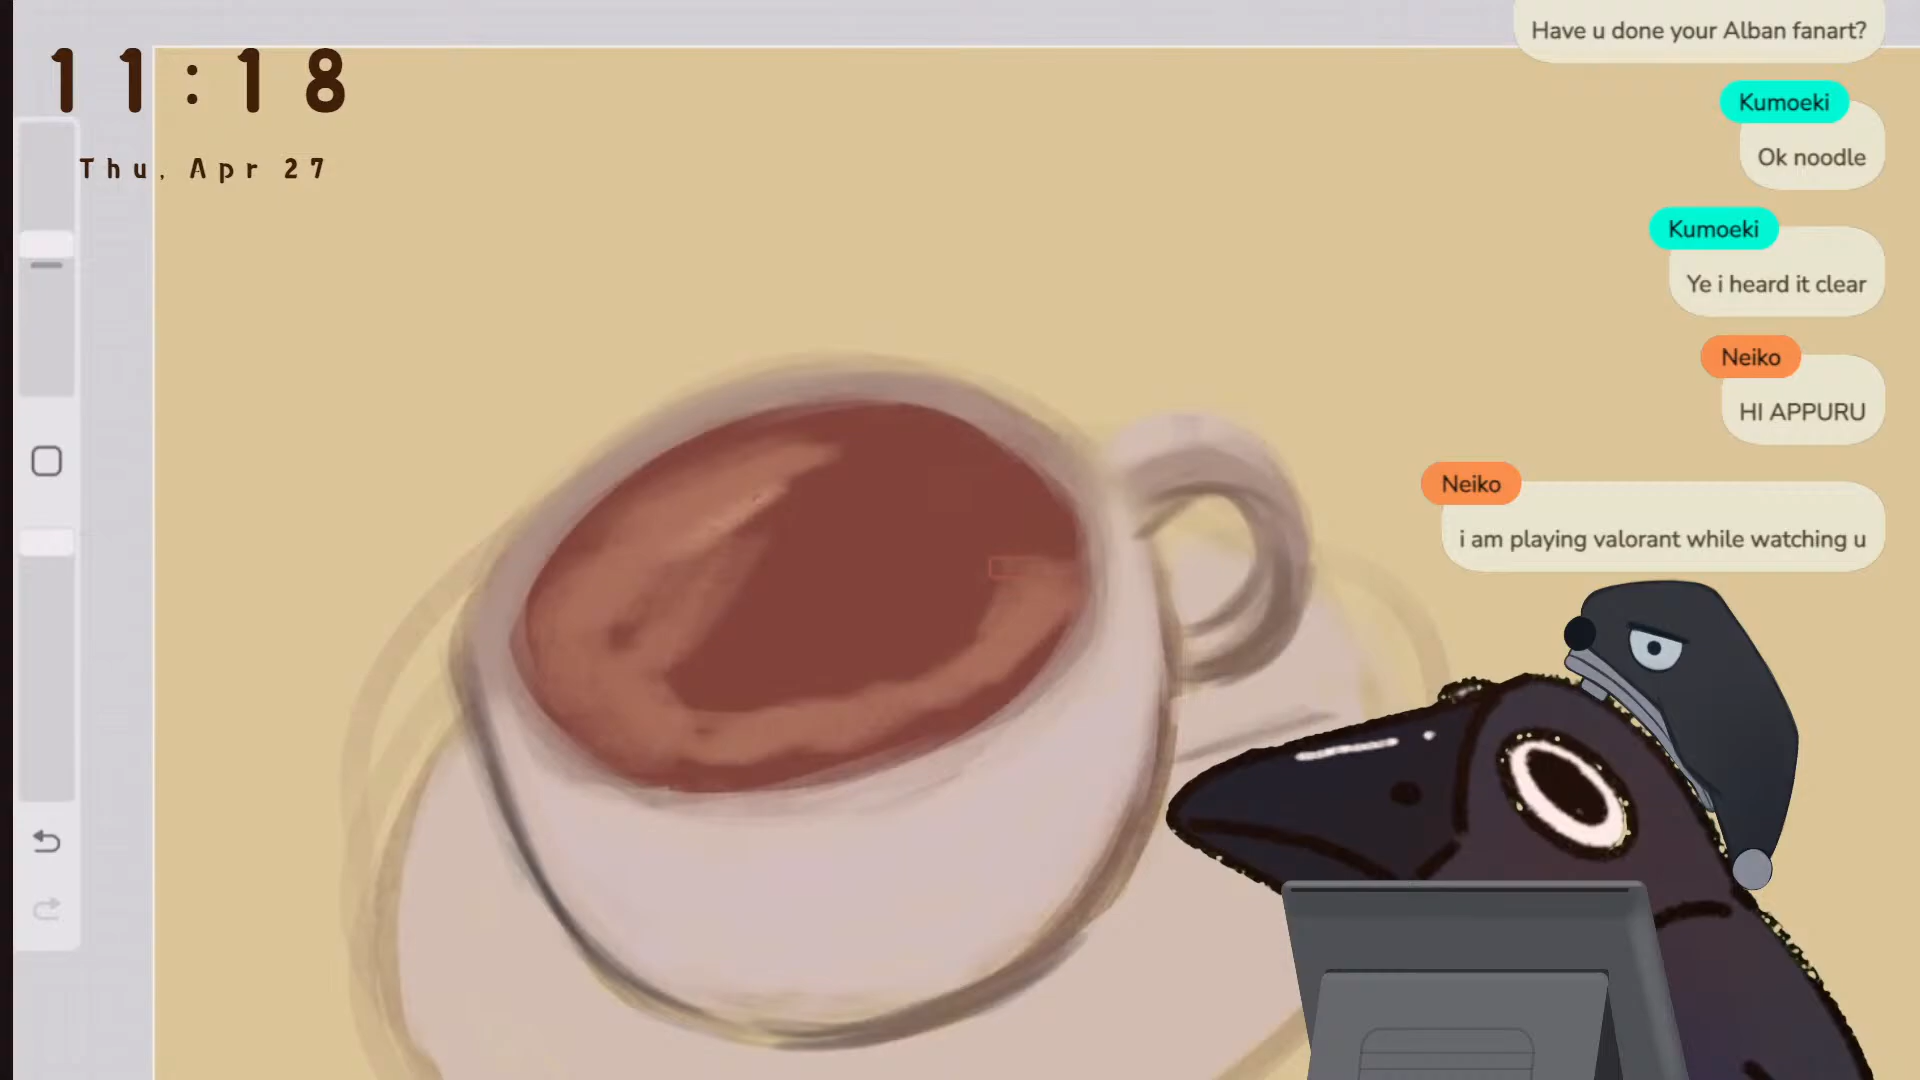 11:18
Thu, Apr 27
Have u done your Alban fanart?
Kumoeki
Ok noodle
Kumoeki
Ye i heard it clear
Neiko
HI APPURU
Neiko
i am playing valorant while watching u